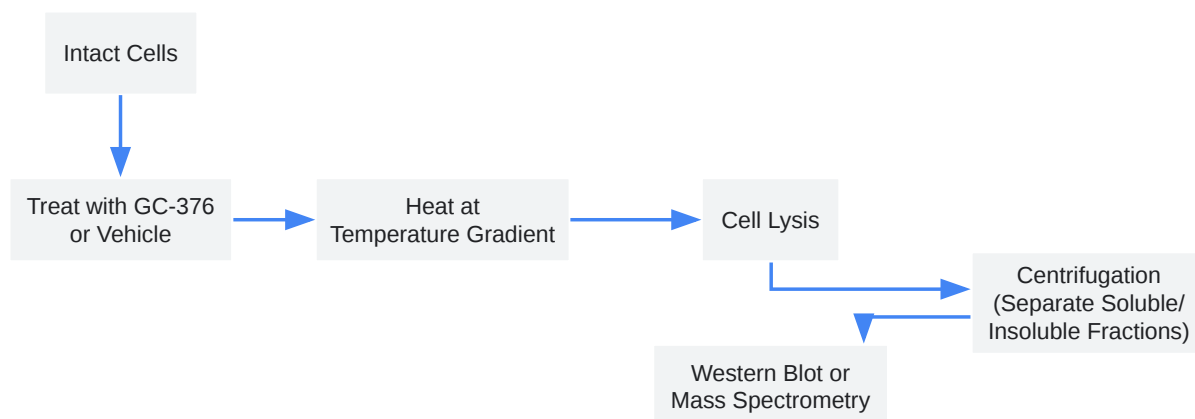 Intact Cells
Treat with GC-376
or Vehicle
Heat at
Temperature Gradient
Cell Lysis
Centrifugation
(Separate Soluble/
Insoluble Fractions)
Western Blot or
Mass Spectrometry